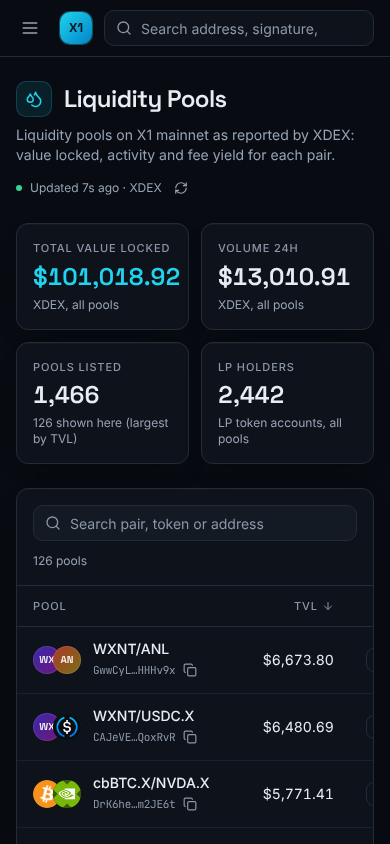 X1
Search address, signature,
Liquidity Pools
Liquidity pools on X1 mainnet as reported by XDEX:
value locked, activity and fee yield for each pair.
Updated 7s ago · XDEX
TOTAL VALUE LOCKED
$101,018.92
XDEX, all pools
VOLUME 24H
$13,010.91
XDEX, all pools
POOLS LISTED
1,466
126 shown here (largest
by TVL)
LP HOLDERS
2,442
LP token accounts, all
pools
Search pair, token or address
126 pools
POOL TVL ↓
WX AN WXNT/ANL $6,673.80
GwwCyL…HHHv9x
WX $ WXNT/USDC.X $6,480.69
CAJeVE…QoxRvR
cbBTC.X/NVDA.X $5,771.41
DrK6he…m2JE6t